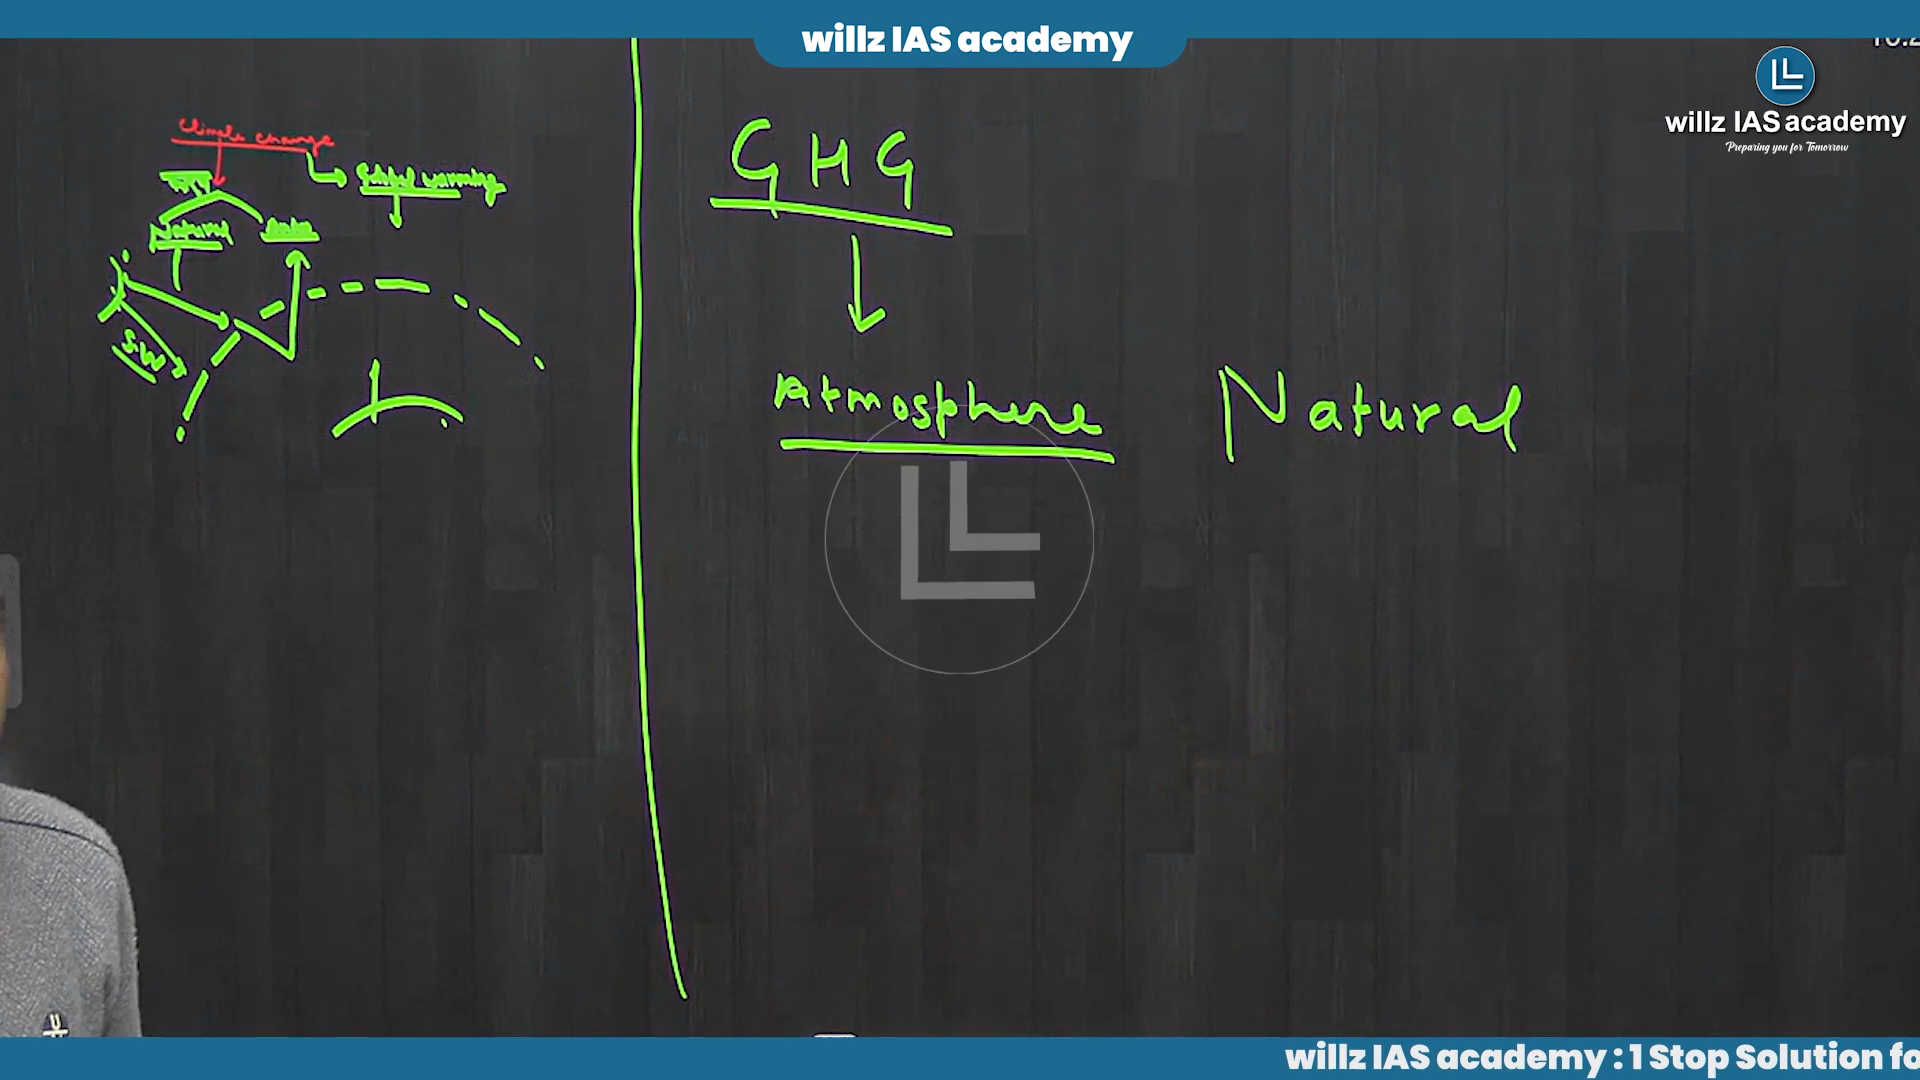 willz IAS academy
willz IAS academy
Preparing you for Tomorrow
Climate change
Global warming
Natural
S.W
GHG
Atmosphere
Natural
willz IAS academy : 1 Stop Solution fo